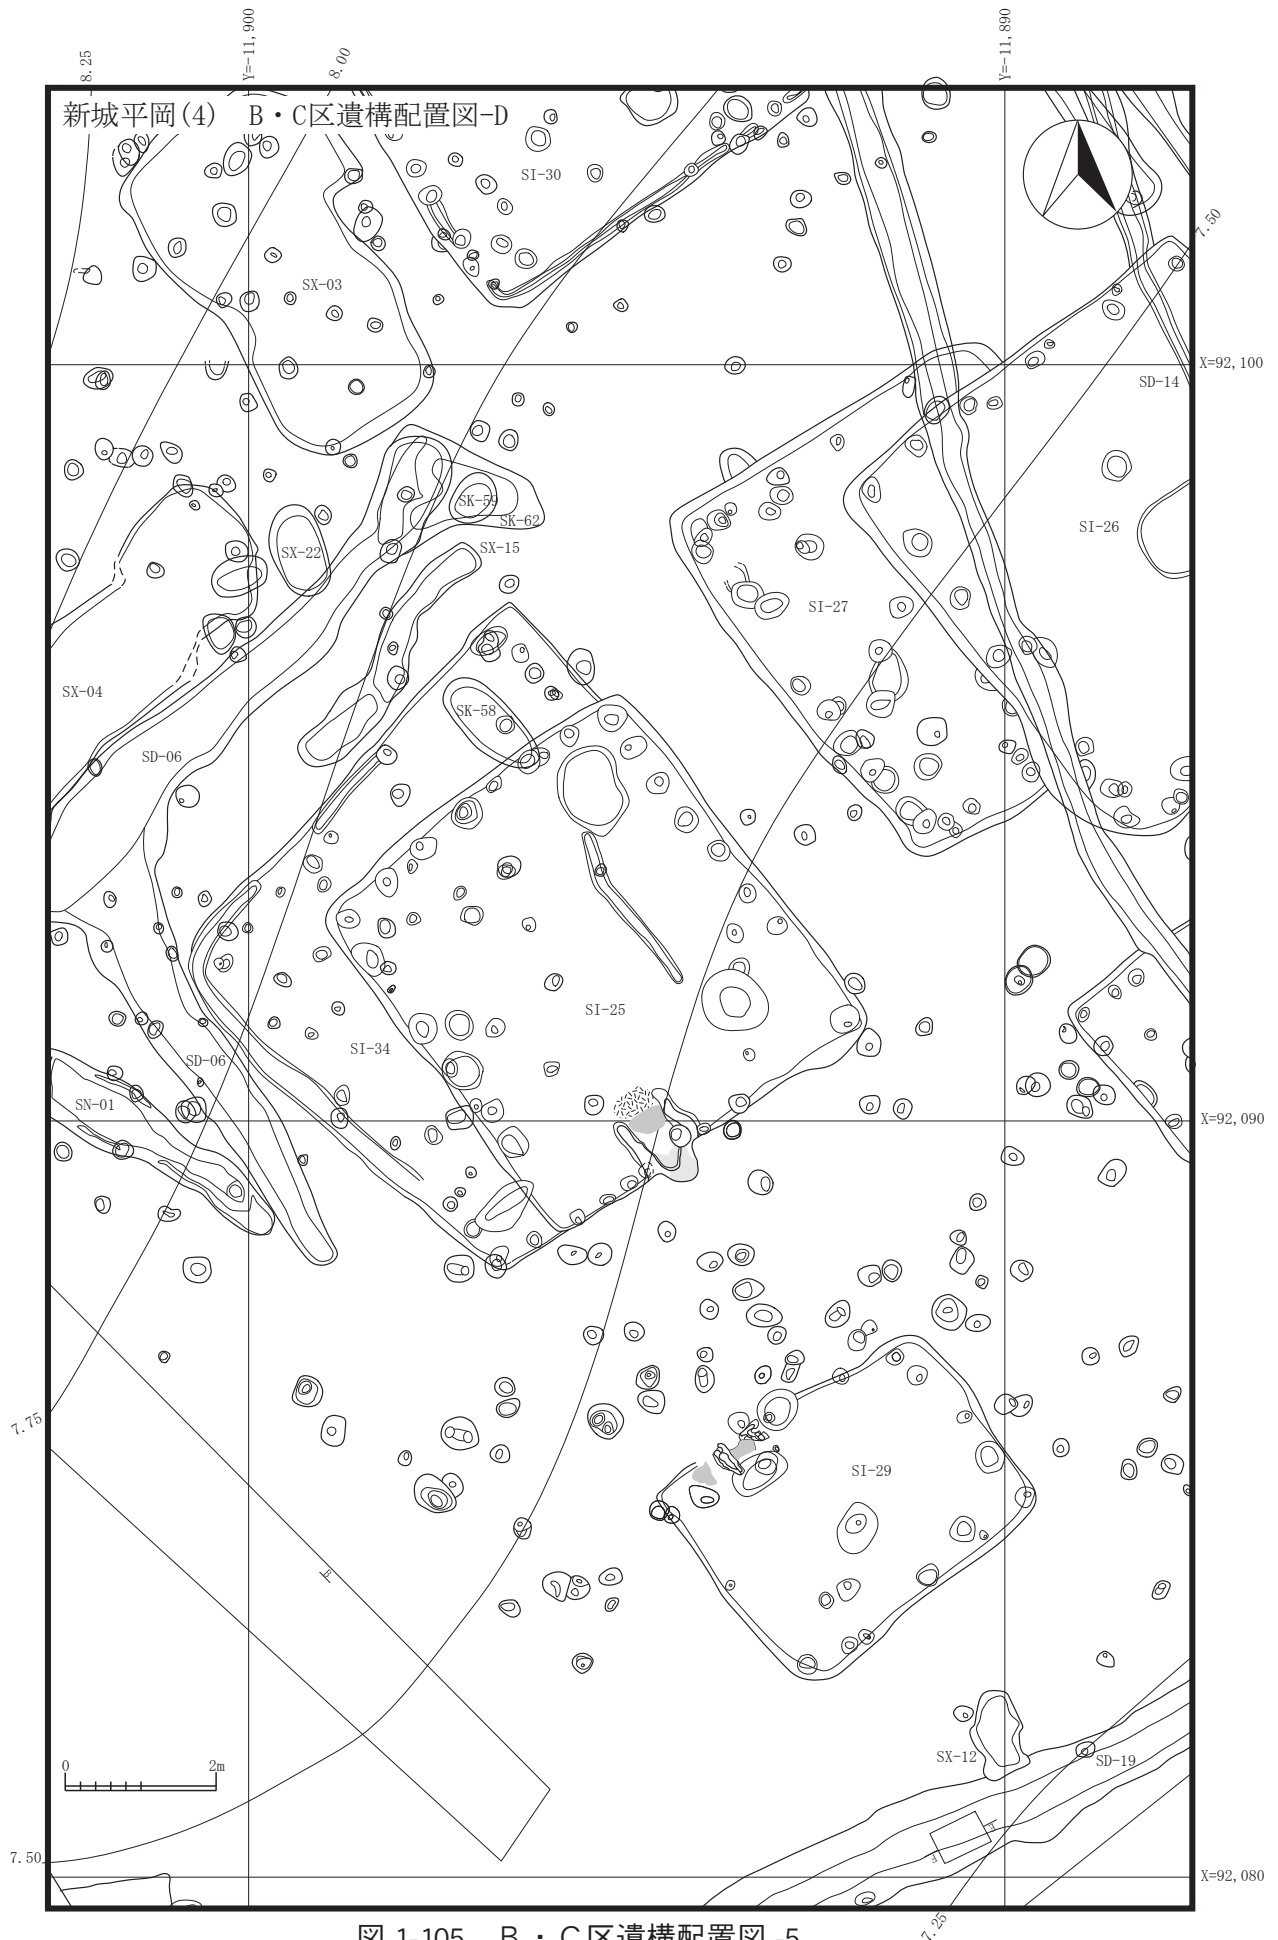 8.25
Y=-11,900
8.00
Y=-11,890
新城平岡(4)　B・C区遺構配置図-D
SI-30
7.50
SX-03
X=92,100
SD-14
SK-59
SK-62
SI-26
SX-15
SX-22
SI-27
SX-04
SK-58
SD-06
SI-25
SI-34
SD-06
SN-01
X=92,090
7.75
SI-29
B
SX-12
SD-19
0 2m
F
F
7.50
X=92,080
7.25
図 1-105　B・C区遺構配置図 -5